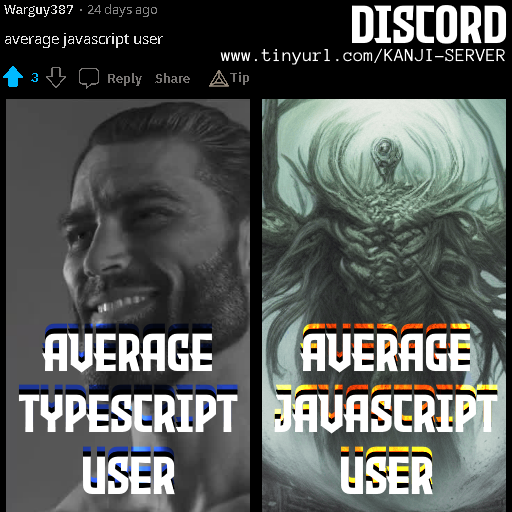 Warguy387 · 24 days ago
average javascript user
3 Reply Share Tip
DISCORD
www.tinyurl.com/KANJI-SERVER
AVERAGE
TYPESCRIPT
USER
AVERAGE
JAVASCRIPT
USER